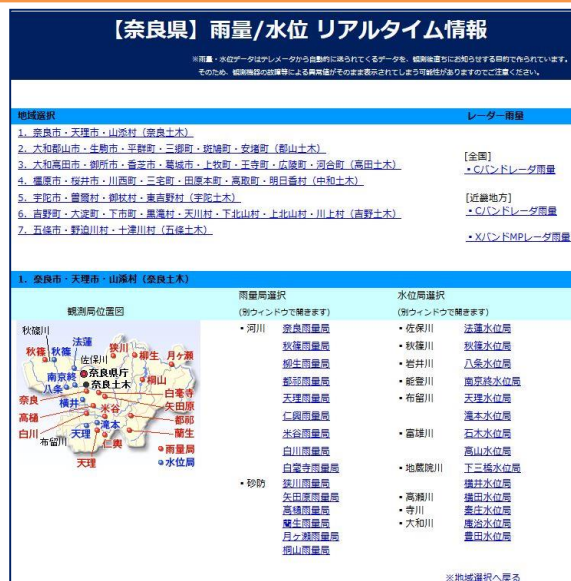 【奈良県】雨量/水位 リアルタイム情報
※雨量・水位データはテレメータから自動的に送られてくるデータを、観測後直ちにお知らせする目的で作られています。
そのため、観測機器の故障等による異常値がそのまま表示されてしまう可能性がありますのでご注意ください。
地域選択 レーダー雨量
1. 奈良市・天理市・山添村（奈良土木）
2. 大和郡山市・生駒市・平群町・三郷町・斑鳩町・安堵町（郡山土木）
3. 大和高田市・御所市・香芝市・葛城市・上牧町・王寺町・広陵町・河合町（高田土木）
4. 橿原市・桜井市・川西町・三宅町・田原本町・高取町・明日香村（中和土木）
5. 宇陀市・曽爾村・御杖村・東吉野村（宇陀土木）
6. 吉野町・大淀町・下市町・黒滝村・天川村・下北山村・上北山村・川上村（吉野土木）
7. 五條市・野迫川村・十津川村（五條土木）
[全国]
・Cバンドレーダ雨量
[近畿地方]
・Cバンドレーダ雨量
・XバンドMPレーダ雨量
1. 奈良市・天理市・山添村（奈良土木）
観測局位置図
秋篠川
法蓮
秋篠 秋篠
佐保川
狭川
柳生
月ヶ瀬
南京終
奈良県庁
八条
奈良土木
桐山
奈良
横井
白毫寺
米谷
矢田原
高樋
都祁
白川
天理
滝本
蘭生
布留川
仁興
天理
雨量局
水位局
雨量局選択
(別ウィンドウで開きます)
・河川 奈良雨量局
秋篠雨量局
柳生雨量局
都祁雨量局
天理雨量局
仁興雨量局
米谷雨量局
白川雨量局
白毫寺雨量局
・砂防 狭川雨量局
矢田原雨量局
高樋雨量局
蘭生雨量局
月ヶ瀬雨量局
桐山雨量局
水位局選択
(別ウィンドウで開きます)
・佐保川 法蓮水位局
・秋篠川 秋篠水位局
・岩井川 八条水位局
・能登川 南京終水位局
・布留川 天理水位局
滝本水位局
・富雄川 石木水位局
高山水位局
・地蔵院川 下三橋水位局
横井水位局
・高瀬川 横田水位局
・寺川 秦庄水位局
・大和川 庵治水位局
豊田水位局
※地域選択へ戻る